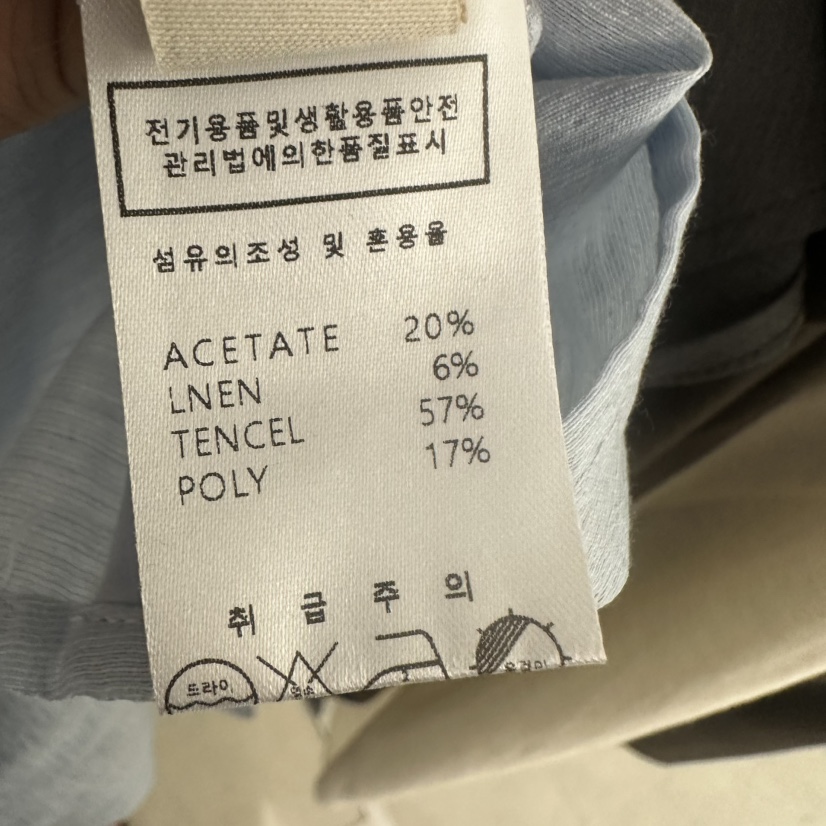 전기용품및생활용품안전
관리법에의한품질표시
섬유의조성 및 혼용율
ACETATE 20%
LNEN 6%
TENCEL 57%
POLY 17%
취 급 주 의
드라이